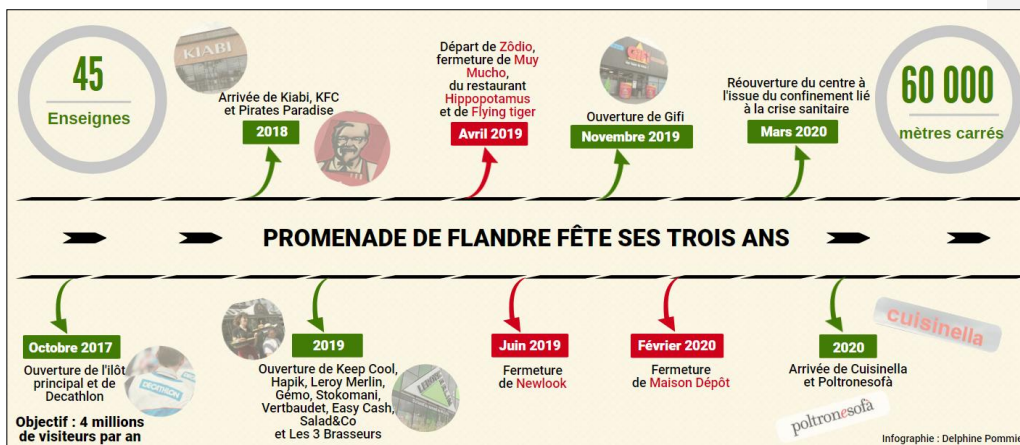 45
Enseignes
KIABI
Arrivée de Kiabi, KFC
et Pirates Paradise
2018
Départ de Zôdio,
fermeture de Muy
Mucho,
du restaurant
Hippopotamus
et de Flying tiger
Avril 2019
GiFi
Ouverture de Gifi
Novembre 2019
Réouverture du centre à
l'issue du confinement lié
à la crise sanitaire
Mars 2020
60 000
mètres carrés
PROMENADE DE FLANDRE FÊTE SES TROIS ANS
Octobre 2017
Ouverture de l'ilôt
principal et de
Decathlon
Objectif : 4 millions
de visiteurs par an
DECATHLON
2019
Ouverture de Keep Cool,
Hapik, Leroy Merlin,
Gémo, Stokomani,
Vertbaudet, Easy Cash,
Salad&Co
et Les 3 Brasseurs
LEROY MERLIN
Juin 2019
Fermeture
de Newlook
Février 2020
Fermeture
de Maison Dépôt
2020
Arrivée de Cuisinella
et Poltronesofà
cuisinella
poltronesofà
Infographie : Delphine Pommie